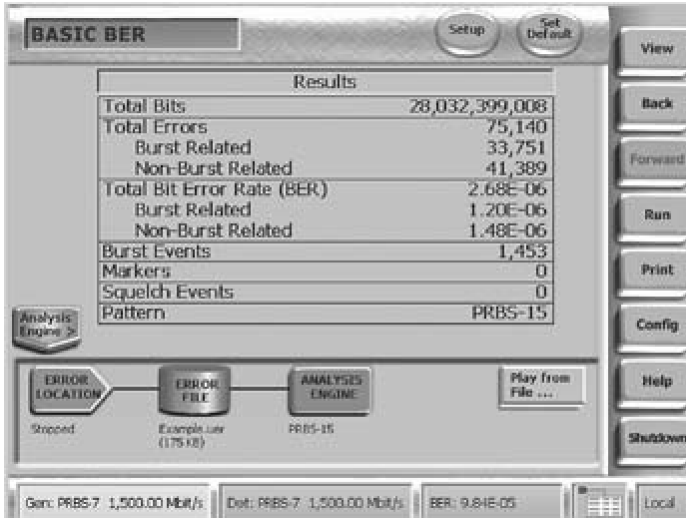 BASIC BER
Setup
Set
Default
View
Results
Total Bits 28,032,399,008
Total Errors 75,140
Burst Related 33,751
Non-Burst Related 41,389
Total Bit Error Rate (BER) 2.68E-06
Burst Related 1.20E-06
Non-Burst Related 1.48E-06
Burst Events 1,453
Markers 0
Squelch Events 0
Pattern PRBS-15
Back
Forward
Run
Print
Config
Help
Shutdown
Analysis
Engine >
ERROR
LOCATION
ERROR
FILE
ANALYSIS
ENGINE
Play from
File ...
Stopped
Example.uer
(175 KB)
PRBS-15
Gen: PRBS-7 1,500.00 Mbit/s
Det: PRBS-7 1,500.00 Mbit/s
BER: 9.84E-05
Local